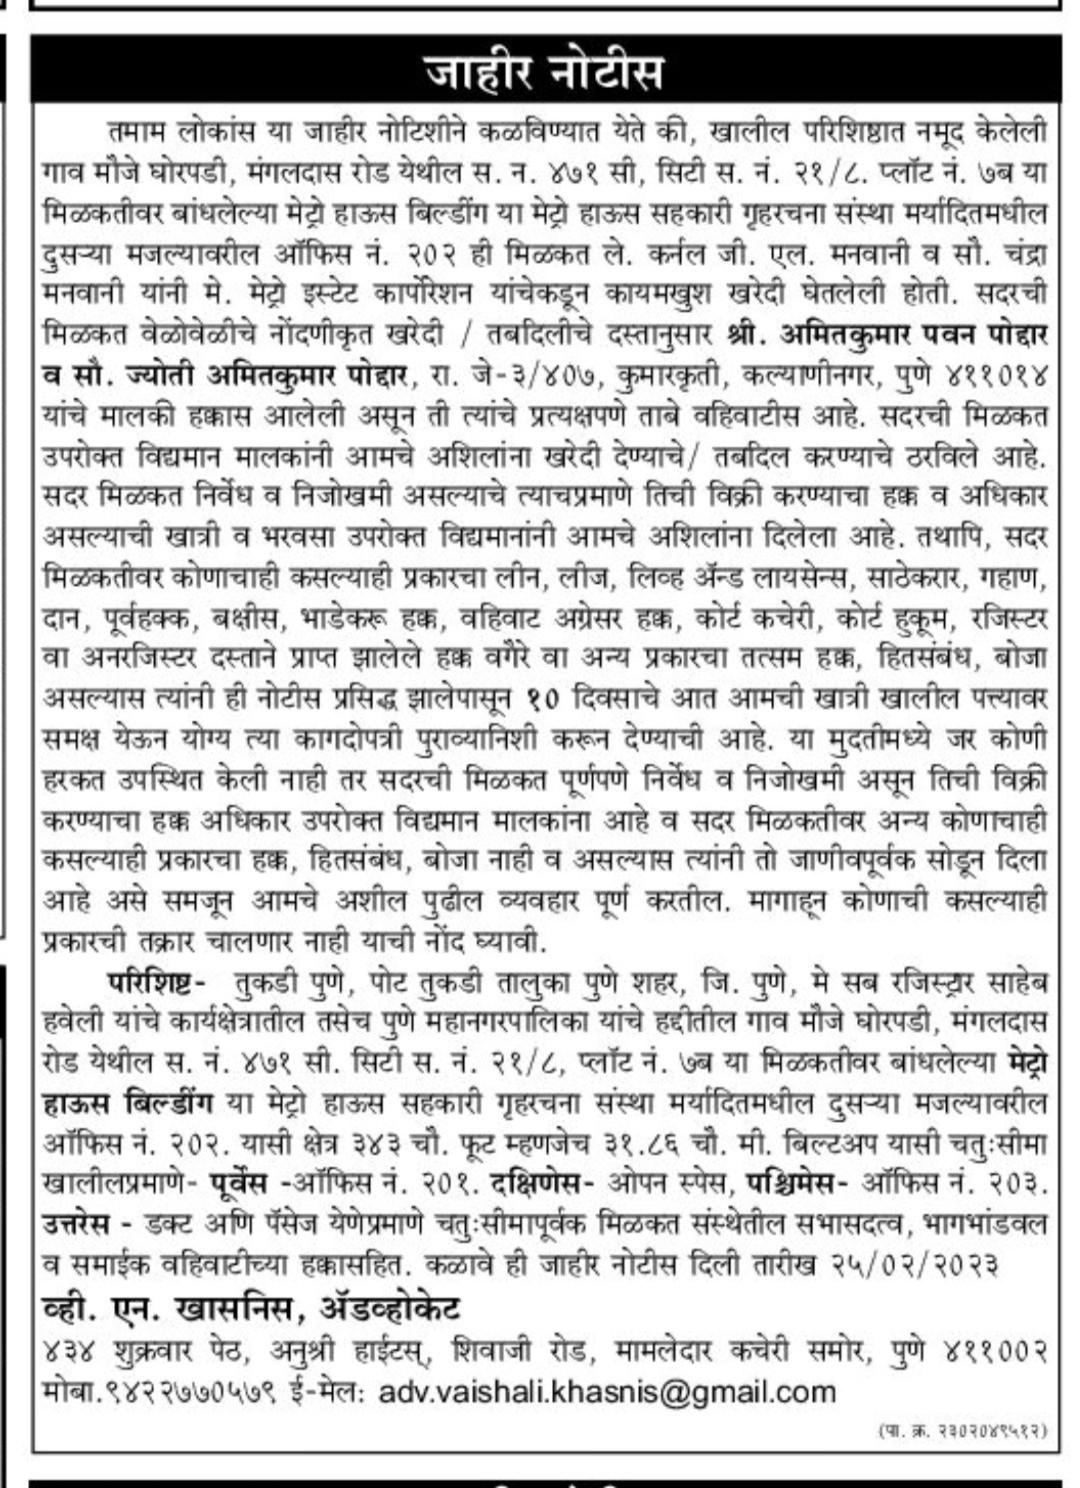 जाहीर नोटीस
तमाम लोकांस या जाहीर नोटिशीने कळविण्यात येते की, खालील परिशिष्ठात नमूद केलेली
गाव मौजे घोरपडी, मंगलदास रोड येथील स. न. ४७१ सी, सिटी स. नं. २१/८. प्लॉट नं. ७ब या
मिळकतीवर बांधलेल्या मेट्रो हाऊस बिल्डींग या मेट्रो हाऊस सहकारी गृहरचना संस्था मर्यादितमधील
दुसऱ्या मजल्यावरील ऑफिस नं. २०२ ही मिळकत ले. कर्नल जी. एल. मनवानी व सौ. चंद्रा
मनवानी यांनी मे. मेट्रो इस्टेट कार्पोरेशन यांचेकडून कायमखुश खरेदी घेतलेली होती. सदरची
मिळकत वेळोवेळीचे नोंदणीकृत खरेदी / तबदिलीचे दस्तानुसार श्री. अमितकुमार पवन पोद्दार
व सौ. ज्योती अमितकुमार पोद्दार, रा. जे-३/४०७, कुमारकृती, कल्याणीनगर, पुणे ४११०१४
यांचे मालकी हक्कास आलेली असून ती त्यांचे प्रत्यक्षपणे ताबे वहिवाटीस आहे. सदरची मिळकत
उपरोक्त विद्यमान मालकांनी आमचे अशिलांना खरेदी देण्याचे/ तबदिल करण्याचे ठरविले आहे.
सदर मिळकत निर्वेध व निजोखमी असल्याचे त्याचप्रमाणे तिची विक्री करण्याचा हक्क व अधिकार
असल्याची खात्री व भरवसा उपरोक्त विद्यमानांनी आमचे अशिलांना दिलेला आहे. तथापि, सदर
मिळकतीवर कोणाचाही कसल्याही प्रकारचा लीन, लीज, लिव्ह ॲन्ड लायसेन्स, साठेकरार, गहाण,
दान, पूर्वहक्क, बक्षीस, भाडेकरू हक्क, वहिवाट अग्रेसर हक्क, कोर्ट कचेरी, कोर्ट हुकूम, रजिस्टर
वा अनरजिस्टर दस्ताने प्राप्त झालेले हक्क वगैरे वा अन्य प्रकारचा तत्सम हक्क, हितसंबंध, बोजा
असल्यास त्यांनी ही नोटीस प्रसिद्ध झालेपासून १० दिवसाचे आत आमची खात्री खालील पत्त्यावर
समक्ष येऊन योग्य त्या कागदोपत्री पुराव्यानिशी करून देण्याची आहे. या मुदतीमध्ये जर कोणी
हरकत उपस्थित केली नाही तर सदरची मिळकत पूर्णपणे निर्वेध व निजोखमी असून तिची विक्री
करण्याचा हक्क अधिकार उपरोक्त विद्यमान मालकांना आहे व सदर मिळकतीवर अन्य कोणाचाही
कसल्याही प्रकारचा हक्क, हितसंबंध, बोजा नाही व असल्यास त्यांनी तो जाणीवपूर्वक सोडून दिला
आहे असे समजून आमचे अशील पुढील व्यवहार पूर्ण करतील. मागाहून कोणाची कसल्याही
प्रकारची तक्रार चालणार नाही याची नोंद घ्यावी.
परिशिष्ट- तुकडी पुणे, पोट तुकडी तालुका पुणे शहर, जि. पुणे, मे सब रजिस्ट्रार साहेब
हवेली यांचे कार्यक्षेत्रातील तसेच पुणे महानगरपालिका यांचे हद्दीतील गाव मौजे घोरपडी, मंगलदास
रोड येथील स. नं. ४७१ सी. सिटी स. नं. २१/८, प्लॉट नं. ७ब या मिळकतीवर बांधलेल्या मेट्रो
हाऊस बिल्डींग या मेट्रो हाऊस सहकारी गृहरचना संस्था मर्यादितमधील दुसऱ्या मजल्यावरील
ऑफिस नं. २०२. यासी क्षेत्र ३४३ चौ. फूट म्हणजेच ३१.८६ चौ. मी. बिल्टअप यासी चतुःसीमा
खालीलप्रमाणे- पूर्वेस -ऑफिस नं. २०१. दक्षिणेस- ओपन स्पेस, पश्चिमेस- ऑफिस नं. २०३.
उत्तरेस - डक्ट अणि पॅसेज येणेप्रमाणे चतुःसीमापूर्वक मिळकत संस्थेतील सभासदत्व, भागभांडवल
व समाईक वहिवाटीच्या हक्कासहित. कळावे ही जाहीर नोटीस दिली तारीख २५/०२/२०२३
व्ही. एन. खासनिस, ॲडव्होकेट
४३४ शुक्रवार पेठ, अनुश्री हाईटस्, शिवाजी रोड, मामलेदार कचेरी समोर, पुणे ४११००२
मोबा.९४२२७७०५७९ ई-मेल: adv.vaishali.khasnis@gmail.com
(पा. क्र. २३०२०४९५१२)